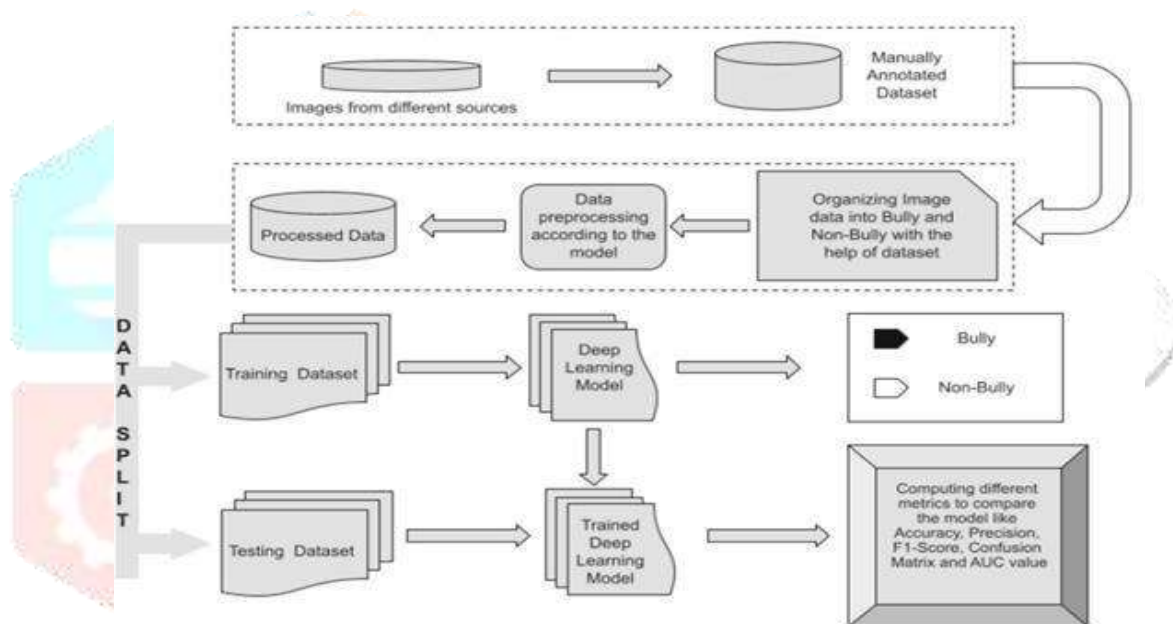 Images from different sources
Manually
Annotated
Dataset
Processed Data
Data
preprocessing
according to the
model
Organizing Image
data into Bully and
Non-Bully with the
help of dataset
DATA SPLIT
Training Dataset
Deep
Learning
Model
Bully
Non-Bully
Testing Dataset
Trained
Deep
Learning
Model
Computing different
metrics to compare
the model like
Accuracy, Precision,
F1-Score, Confusion
Matrix and AUC value